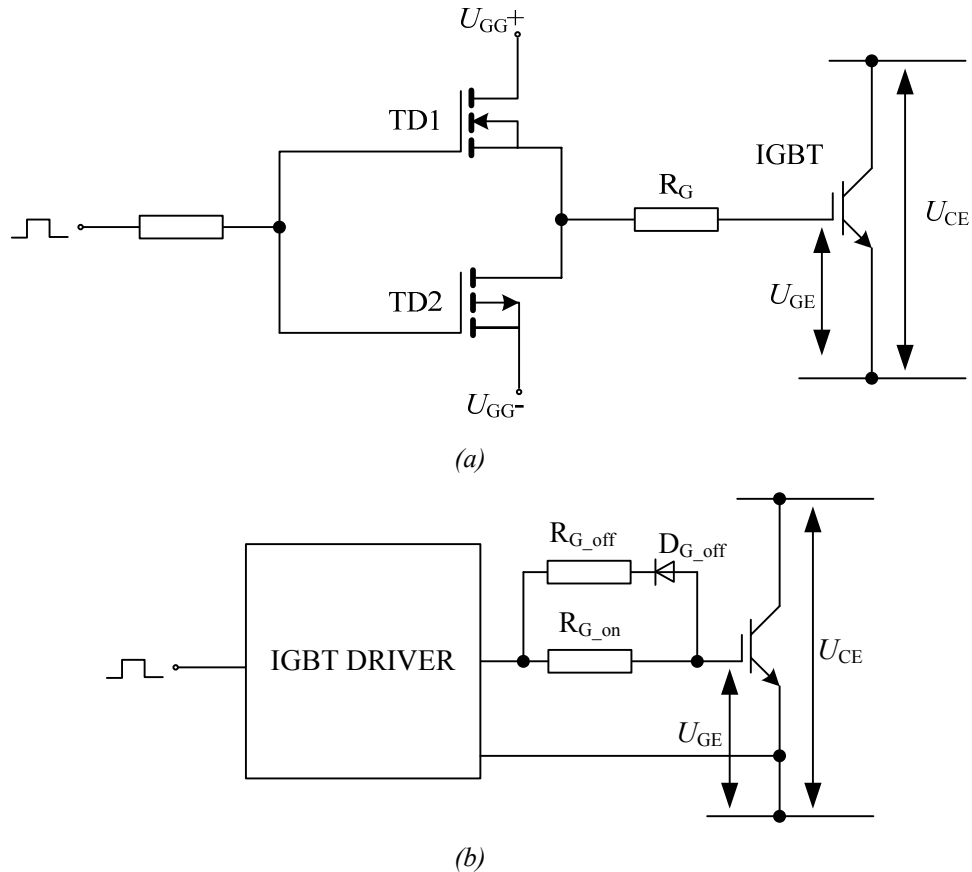 UGG+
TD1
IGBT
RG
UCE
TD2
UGE
UGG-
(a)
RG_off
DG_off
RG_on
IGBT DRIVER
UCE
UGE
(b)